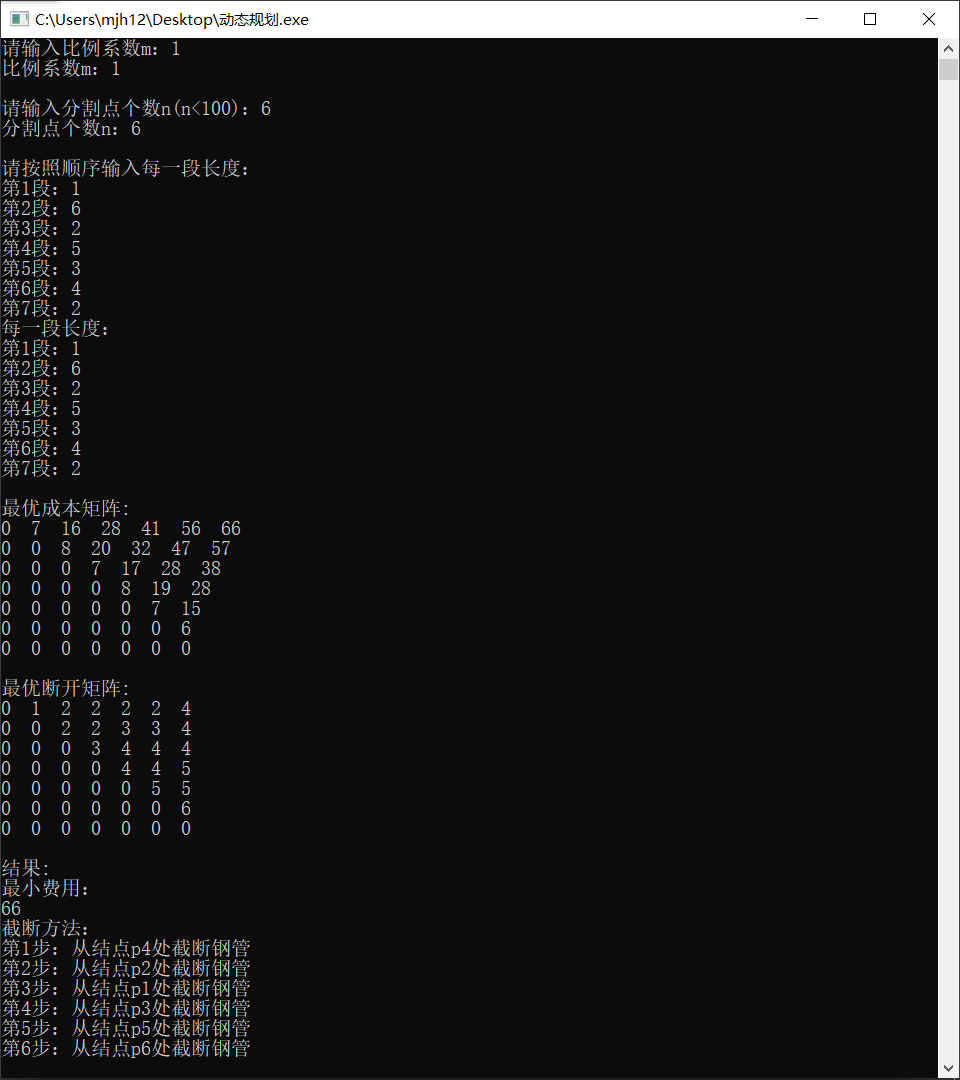 C:\Users\mjh12\Desktop\动态规划.exe
请输入比例系数m: 1
比例系数m: 1
请输入分割点个数n(n<100): 6
分割点个数n: 6
请按照顺序输入每一段长度:
第1段: 1
第2段: 6
第3段: 2
第4段: 5
第5段: 3
第6段: 4
第7段: 2
每一段长度:
第1段: 1
第2段: 6
第3段: 2
第4段: 5
第5段: 3
第6段: 4
第7段: 2
最优成本矩阵:
0  7  16  28  41  56  66
0  0  8  20  32  47  57
0  0  0  7  17  28  38
0  0  0  0  8  19  28
0  0  0  0  0  7  15
0  0  0  0  0  0  6
0  0  0  0  0  0  0
最优断开矩阵:
0  1  2  2  2  2  4
0  0  2  2  3  3  4
0  0  0  3  4  4  4
0  0  0  0  4  4  5
0  0  0  0  0  5  5
0  0  0  0  0  0  6
0  0  0  0  0  0  0
结果:
最小费用:
66
截断方法:
第1步: 从结点p4处截断钢管
第2步: 从结点p2处截断钢管
第3步: 从结点p1处截断钢管
第4步: 从结点p3处截断钢管
第5步: 从结点p5处截断钢管
第6步: 从结点p6处截断钢管